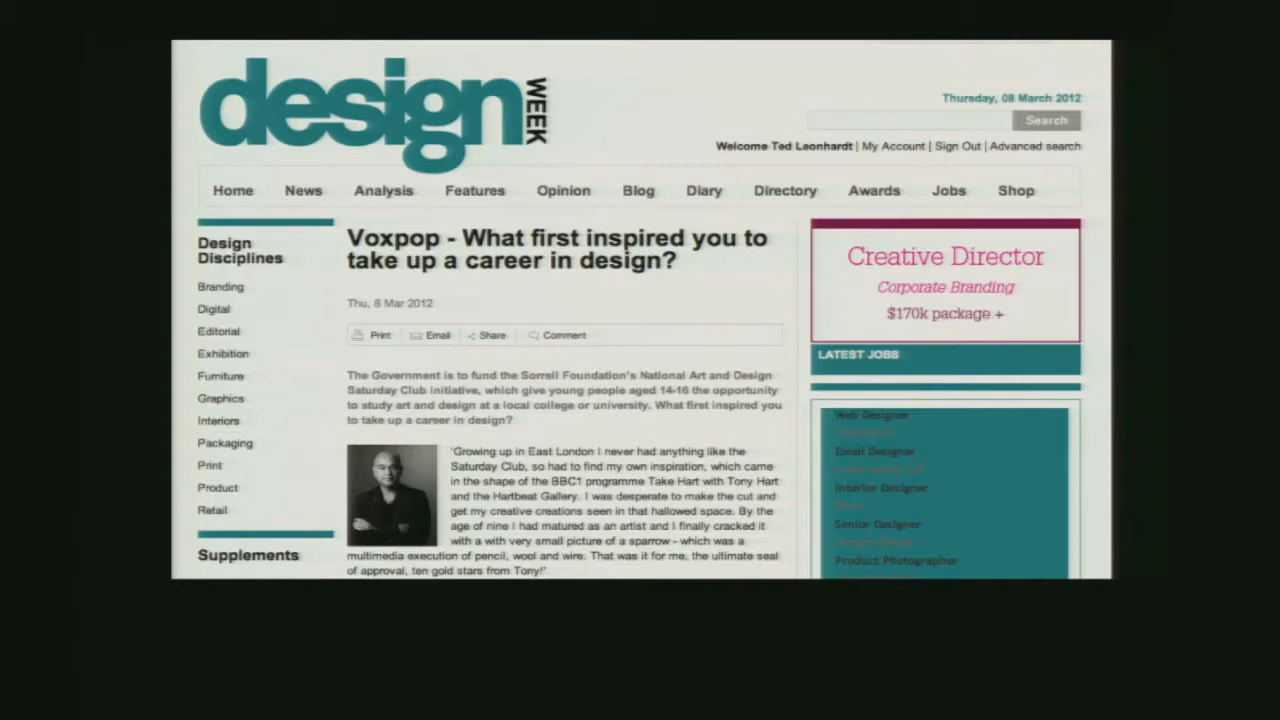 design WEEK
Thursday, 08 March 2012
Search
Welcome Ted Leonhardt | My Account | Sign Out | Advanced search
Home News Analysis Features Opinion Blog Diary Directory Awards Jobs Shop
Design
Disciplines
Branding
Digital
Editorial
Exhibition
Furniture
Graphics
Interiors
Packaging
Print
Product
Retail
Supplements
Voxpop - What first inspired you to
take up a career in design?
Thu, 8 Mar 2012
Print Email Share Comment
The Government is to fund the Sorrell Foundation's National Art and Design
Saturday Club initiative, which give young people aged 14-16 the opportunity
to study art and design at a local college or university. What first inspired you
to take up a career in design?
'Growing up in East London I never had anything like the
Saturday Club, so had to find my own inspiration, which came
in the shape of the BBC1 programme Take Hart with Tony Hart
and the Hartbeat Gallery. I was desperate to make the cut and
get my creative creations seen in that hallowed space. By the
age of nine I had matured as an artist and I finally cracked it
with a with very small picture of a sparrow - which was a
multimedia execution of pencil, wool and wire. That was it for me, the ultimate seal
of approval, ten gold stars from Tony!'
Creative Director
Corporate Branding
$170k package +
LATEST JOBS
Web Designer
Email Designer
Interior Designer
Senior Designer
Product Photographer